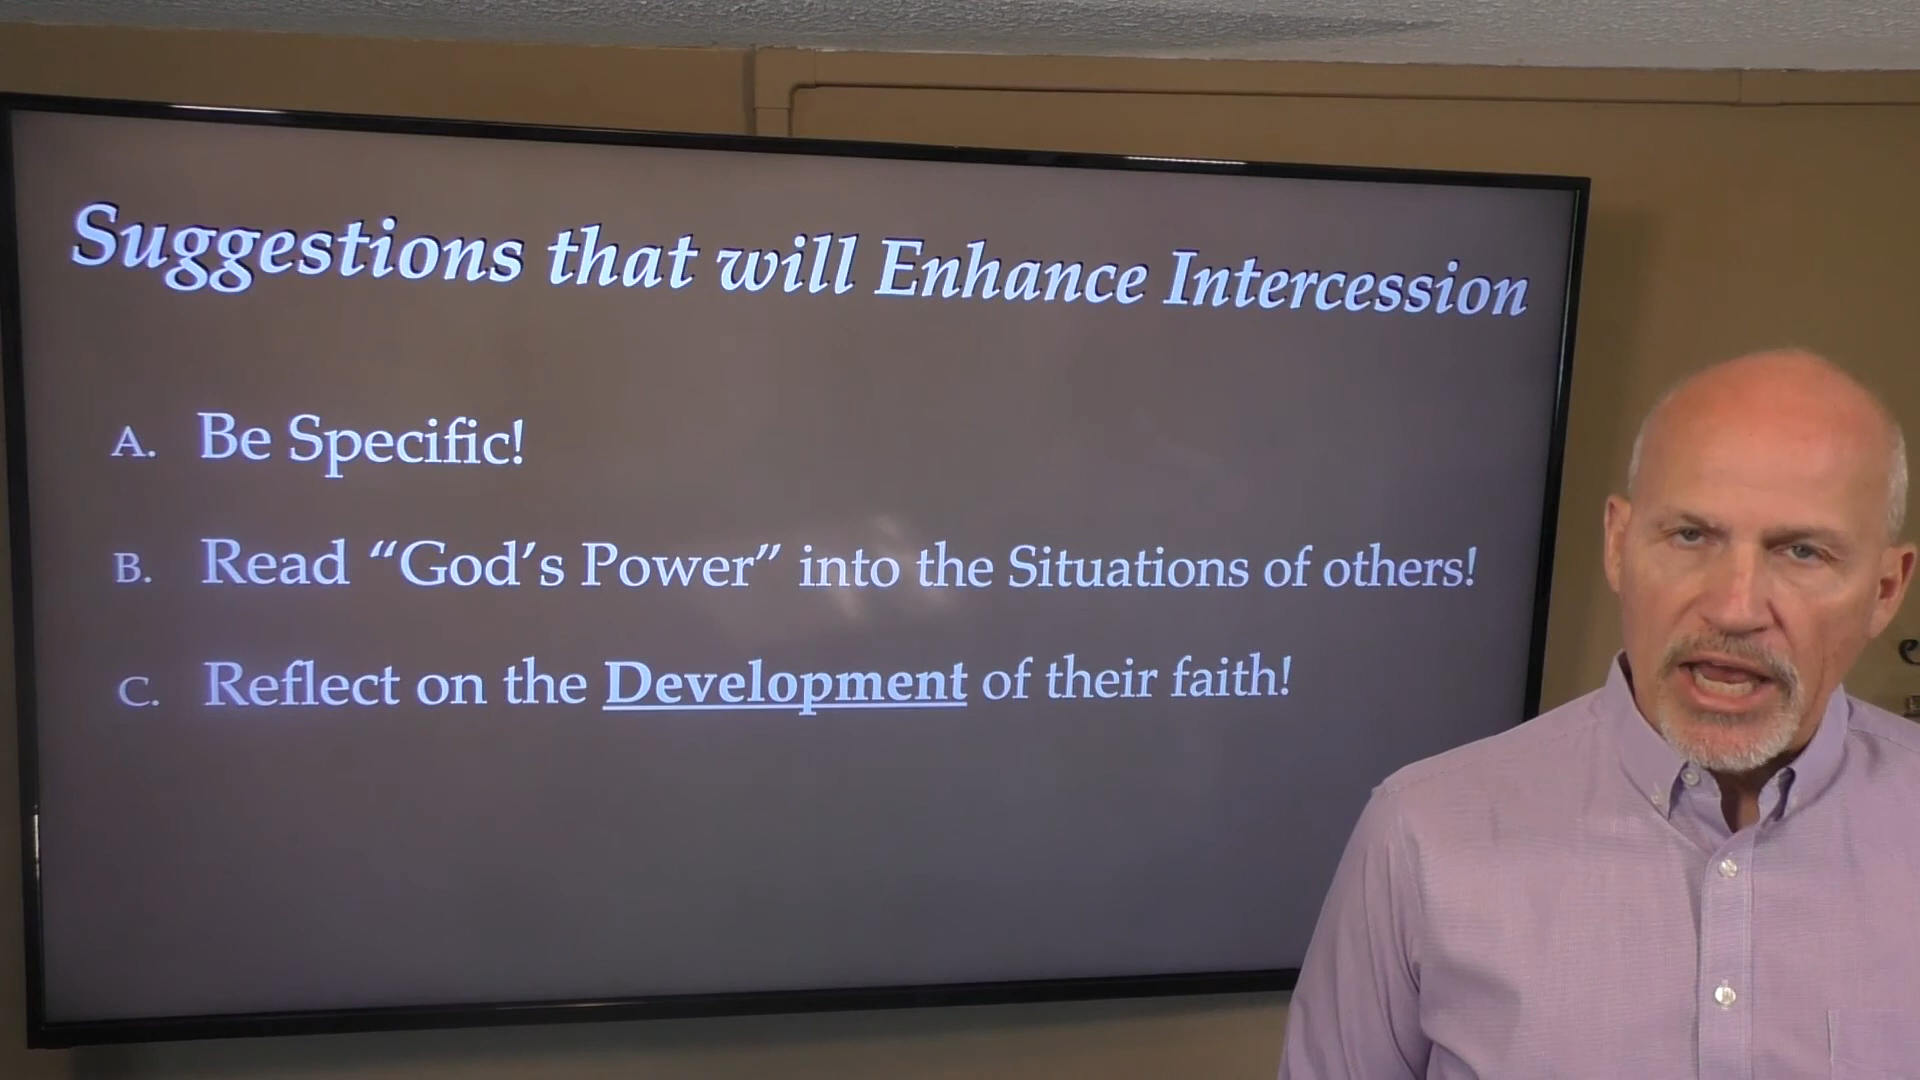 Suggestions that will Enhance Intercession
A. Be Specific!
B. Read “God’s Power” into the Situations of others!
C. Reflect on the Development of their faith!